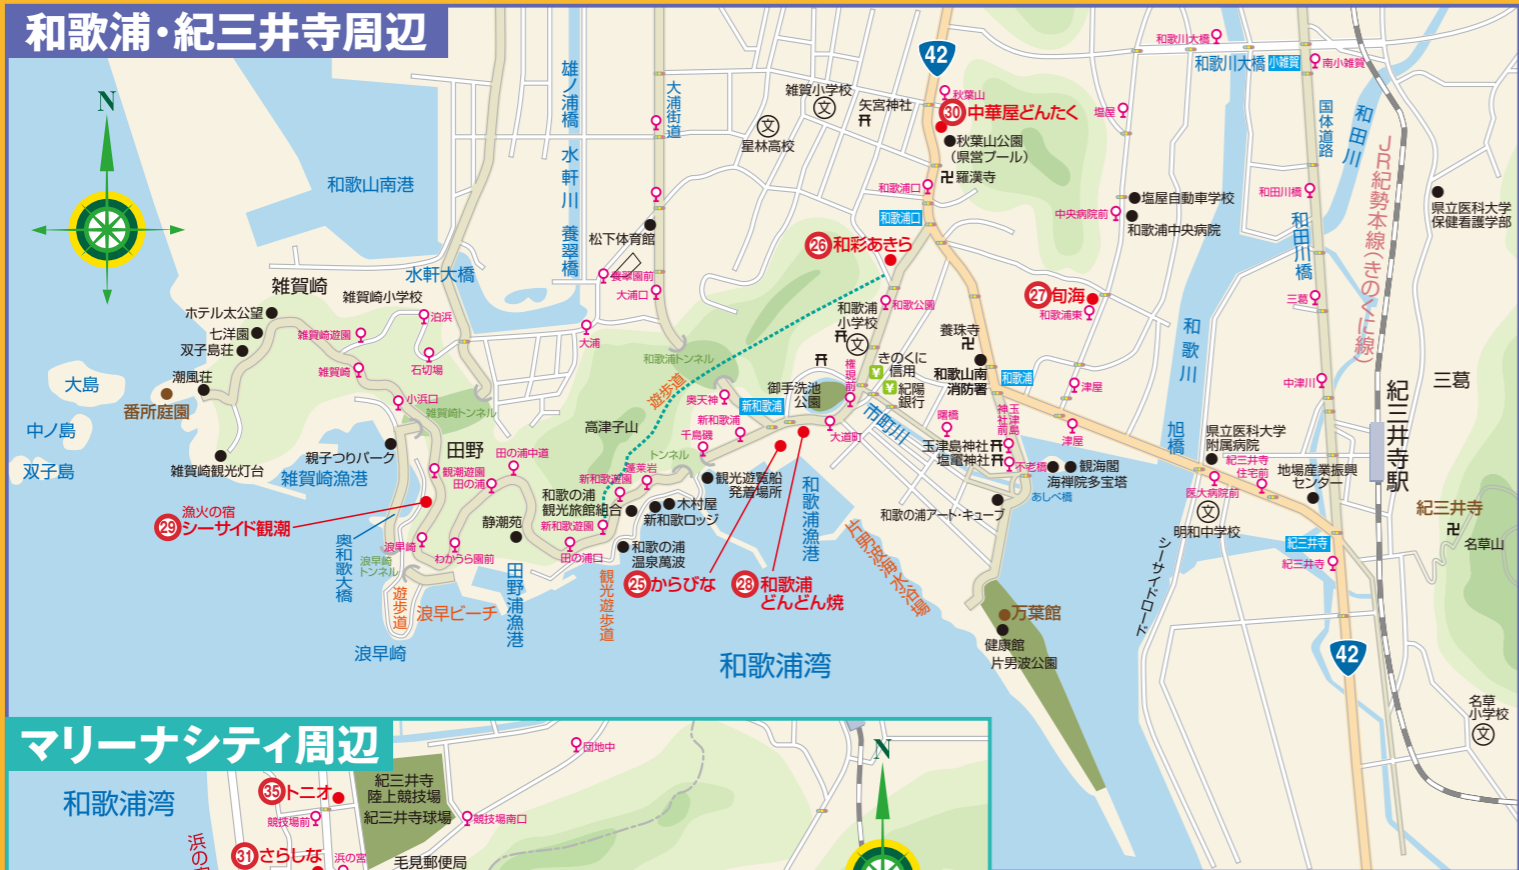 和歌浦・紀三井寺周辺
N
42
和歌川大橋
和歌川大橋
小雑賀
南小雑賀
雄ノ浦橋
水軒川
養翠橋
大浦街道
雑賀小学校
文
矢宮神社
文
星林高校
秋葉山
30 中華屋どんたく
秋葉山公園
(県営プール)
羅漢寺
塩屋
国体道路
和田川
JR紀勢本線(きのくに線)
和歌山南港
和歌浦口
和歌浦口
塩屋自動車学校
中央病院前
和歌浦中央病院
和田川橋
和田川橋
県立医科大学
保健看護学部
松下体育館
養翠園前
大浦口
26 和彩あきら
水軒大橋
雑賀崎
雑賀崎小学校
ホテル太公望
七洋園
双子島荘
雑賀崎遊園
泊浜
石切場
大浦
和歌公園
和歌浦
小学校
文
27 旬海
和歌浦東
三葛
和歌川
養珠寺
和歌浦トンネル
遊歩道
権現前
きのくに
信用
紀陽
銀行
和歌山南
消防署
和歌浦
津屋
中津川
紀三井寺駅
三葛
大島
潮風荘
番所庭園
雑賀崎
小浜口
雑賀崎トンネル
奥天神
新和歌浦
御手洗池
公園
新和歌浦
市町川
曙橋
玉津島
神社前
津屋
旭橋
中ノ島
双子島
雑賀崎観光灯台
親子つりパーク
雑賀崎漁港
田野
高津子山
千畳磯
トンネル
大道町
玉津島神社
塩竈神社
不老橋
観海閣
海禅院多宝塔
あしべ橋
県立医科大学
附属病院
紀三井寺
住宅前
医大病院前
文
明和中学校
地場産業振興
センター
紀三井寺
名草山
観潮遊園
田の浦
田の浦中道
新和歌遊園
蓬莱岩
観光遊覧船
発着場所
和歌浦漁港
和歌の浦
観光旅館組合
木村屋
新和歌ロッジ
和歌の浦アート・キューブ
漁火の宿
29 シーサイド観潮
静潮苑
新和歌遊園
田の浦口
和歌の浦
温泉萬波
片男波海水浴場
シーサイドロード
紀三井寺
紀三井寺
奥和歌大橋
浪早崎
浪早崎
トンネル
わかうら園前
田野浦漁港
観光遊歩道
25 からびな
28 和歌浦
どんどん焼
遊歩道
浪早ビーチ
浪早崎
和歌浦湾
万葉館
健康館
片男波公園
42
名草
小学校
文
マリーナシティ周辺
和歌浦湾
35 トニオ
競技場前
紀三井寺
陸上競技場
紀三井寺球場
団地中
競技場南口
N
31 さらしな
浜の宮
毛見郵便局